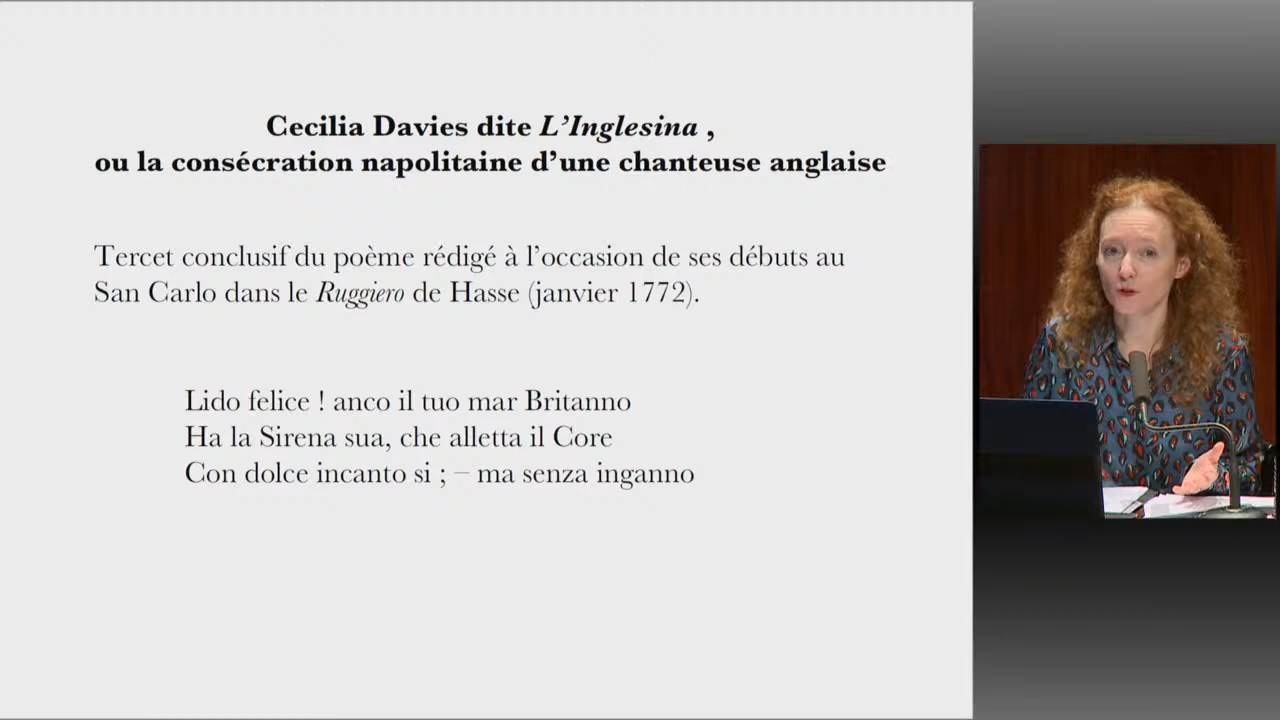 Cecilia Davies dite L’Inglesina ,
ou la consécration napolitaine d’une chanteuse anglaise
Tercet conclusif du poème rédigé à l’occasion de ses débuts au
San Carlo dans le Ruggiero de Hasse (janvier 1772).
Lido felice ! anco il tuo mar Britanno
Ha la Sirena sua, che alletta il Core
Con dolce incanto si ; – ma senza inganno